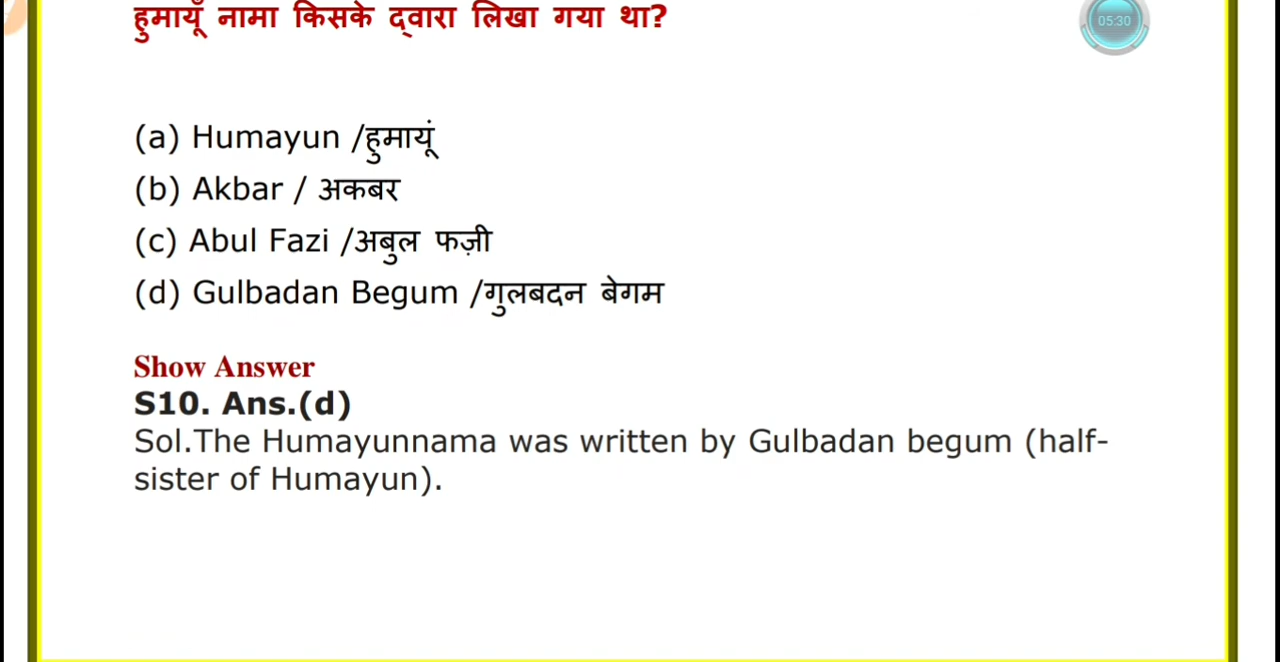 हुमायूँ नामा किसके द्वारा लिखा गया था?
05:30
(a) Humayun /हुमायूं
(b) Akbar / अकबर
(c) Abul Fazi /अबुल फज़ी
(d) Gulbadan Begum /गुलबदन बेगम
Show Answer
S10. Ans.(d)
Sol.The Humayunnama was written by Gulbadan begum (half-
sister of Humayun).